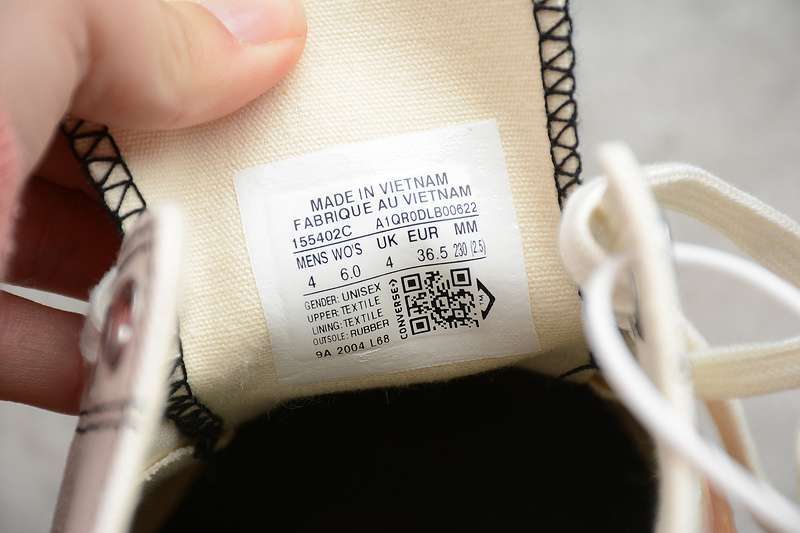 MADE IN VIETNAM
FABRIQUE AU VIETNAM
155402C A1QR0DLB00622
MENS WO'S UK EUR MM
4 6.0 4 36.5 230 (2.5)
GENDER: UNISEX
UPPER: TEXTILE
LINING: TEXTILE
OUTSOLE: RUBBER
9A 2004 L68
CONVERSE
TM